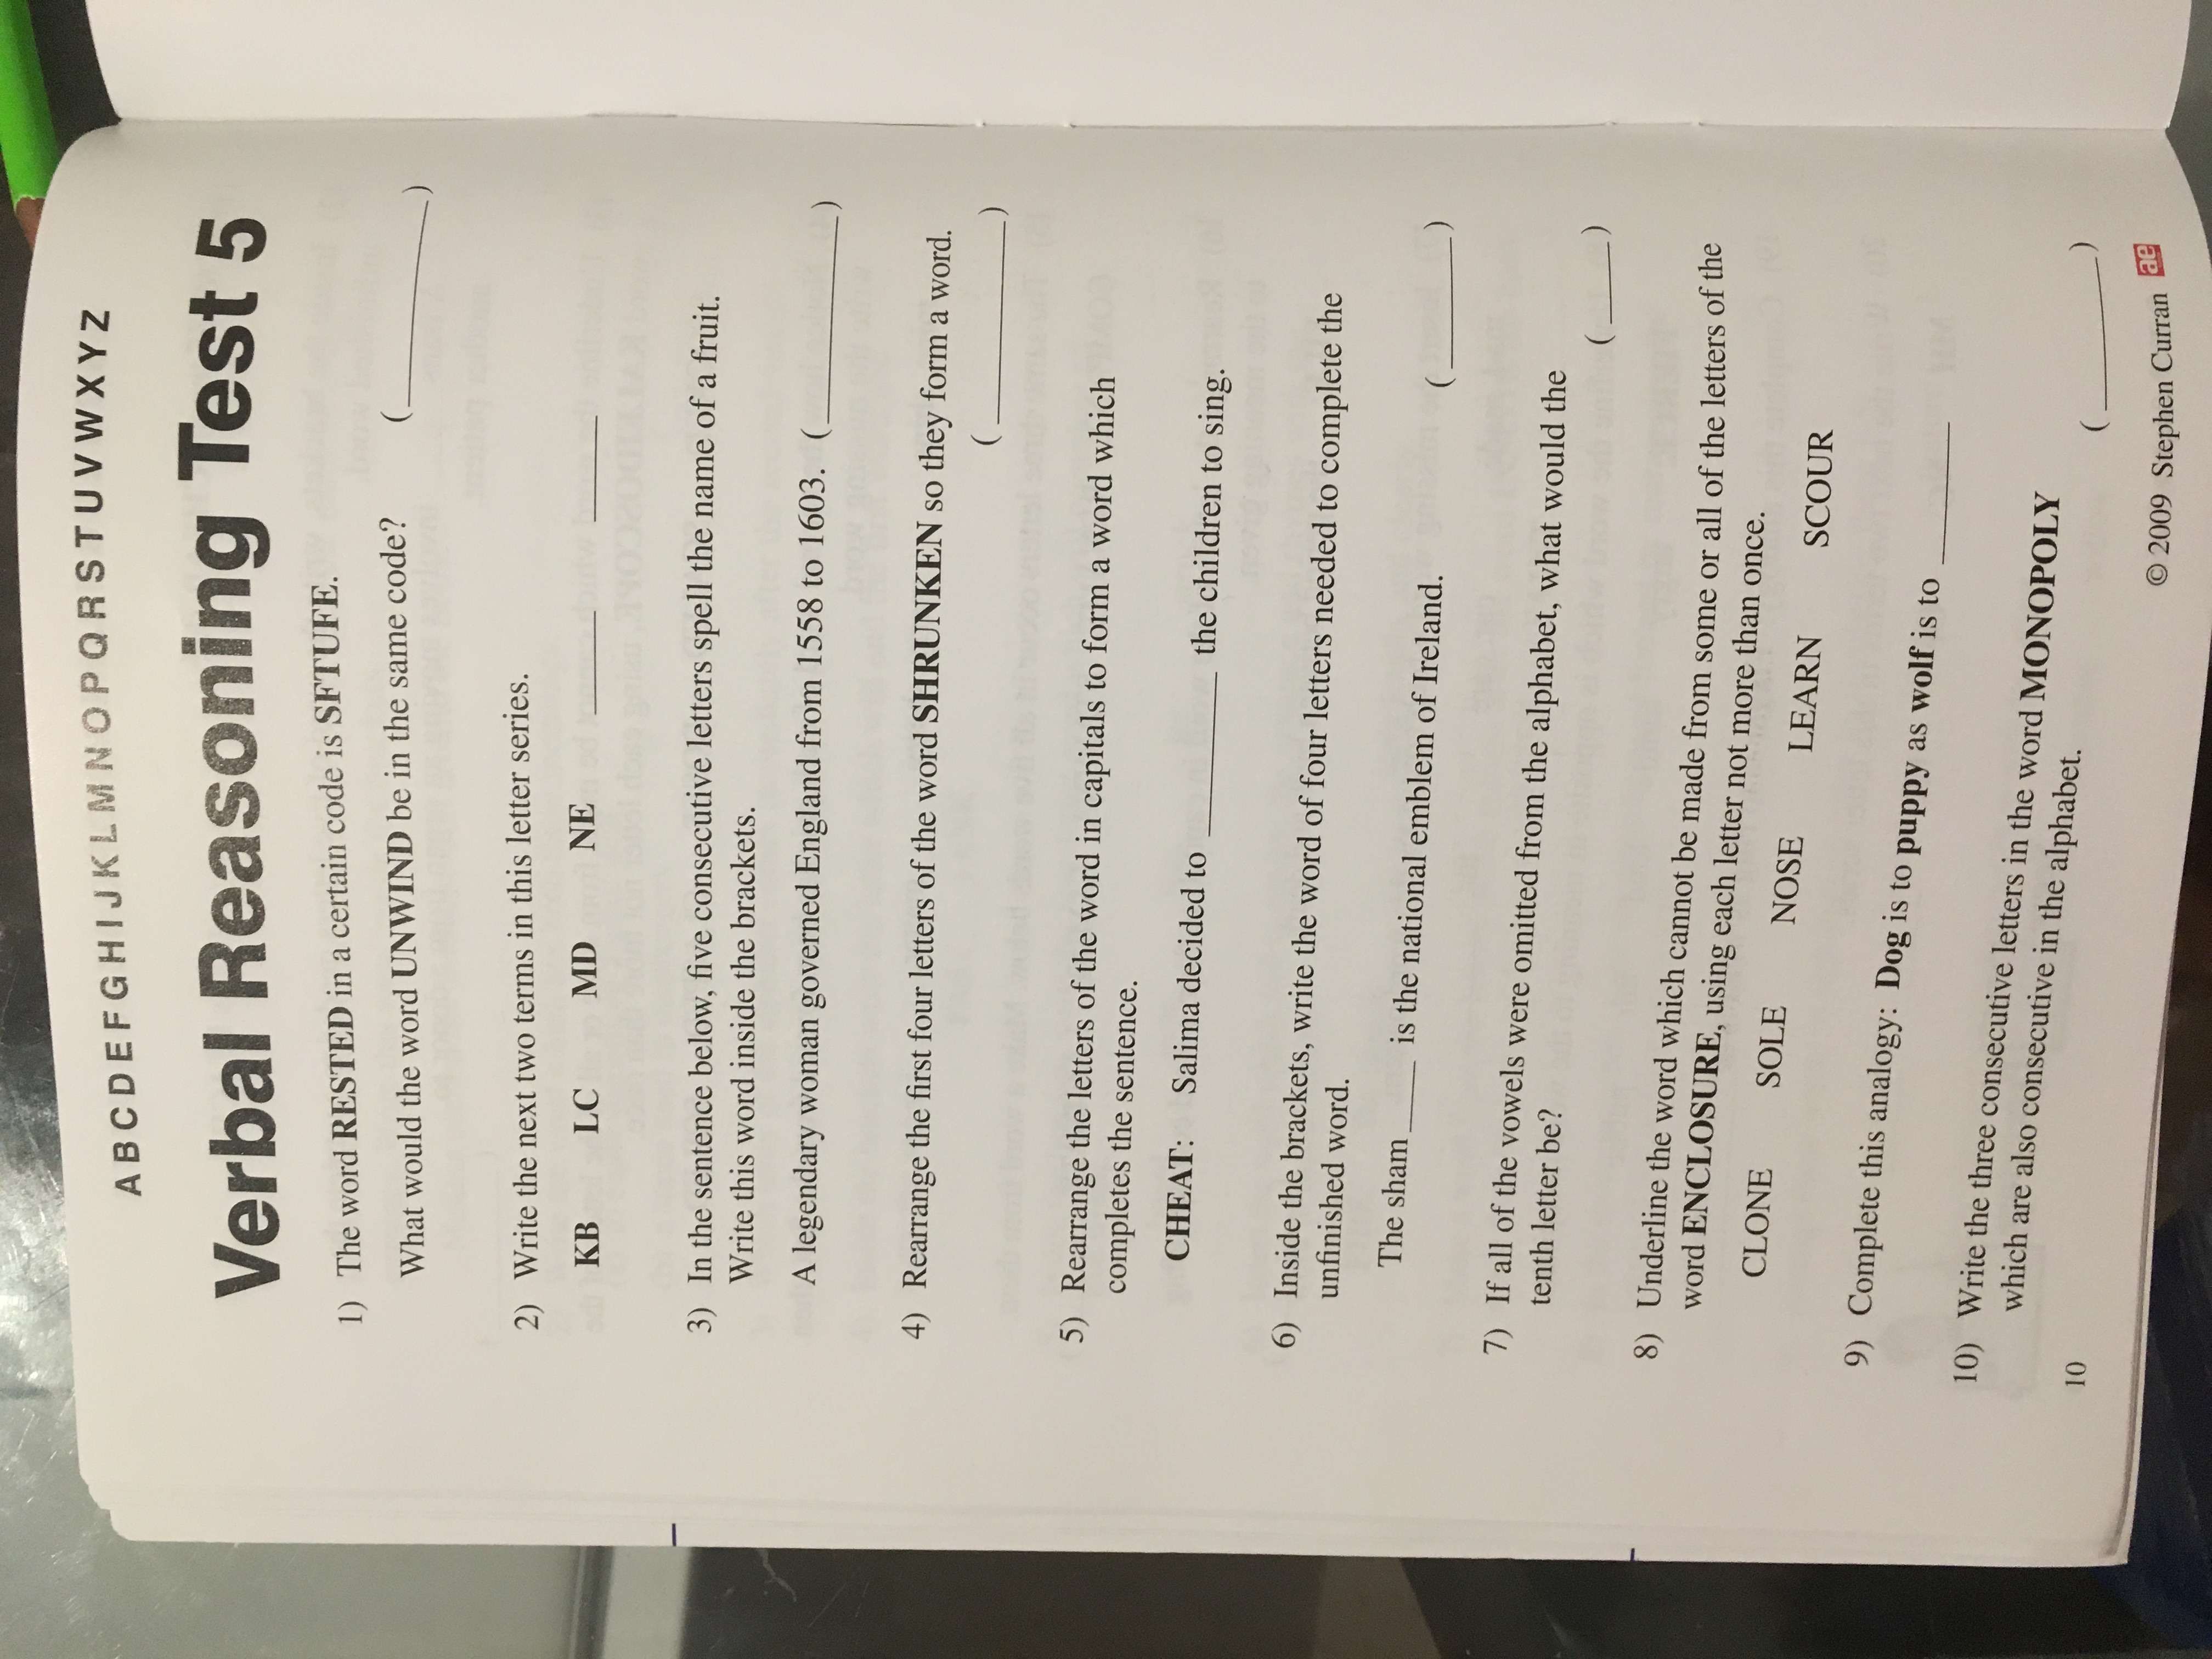 A B C D E F G H I J K L M N O P Q R S T U V W X Y Z
Verbal Reasoning Test 5
1) The word RESTED in a certain code is SFTUFE.
What would the word UNWIND be in the same code? (__________)
2) Write the next two terms in this letter series.
KB LC MD NE _____ _____
3) In the sentence below, five consecutive letters spell the name of a fruit.
Write this word inside the brackets.
A legendary woman governed England from 1558 to 1603. (__________)
4) Rearrange the first four letters of the word SHRUNKEN so they form a word.
(__________)
5) Rearrange the letters of the word in capitals to form a word which
completes the sentence.
CHEAT: Salima decided to ________ the children to sing.
6) Inside the brackets, write the word of four letters needed to complete the
unfinished word.
The sham ____ is the national emblem of Ireland. (______)
7) If all of the vowels were omitted from the alphabet, what would the
tenth letter be?
(____)
8) Underline the word which cannot be made from some or all of the letters of the
word ENCLOSURE, using each letter not more than once.
CLONE SOLE NOSE LEARN SCOUR
9) Complete this analogy: Dog is to puppy as wolf is to _______
10) Write the three consecutive letters in the word MONOPOLY
which are also consecutive in the alphabet.
(_______)
10
© 2009 Stephen Curran ae